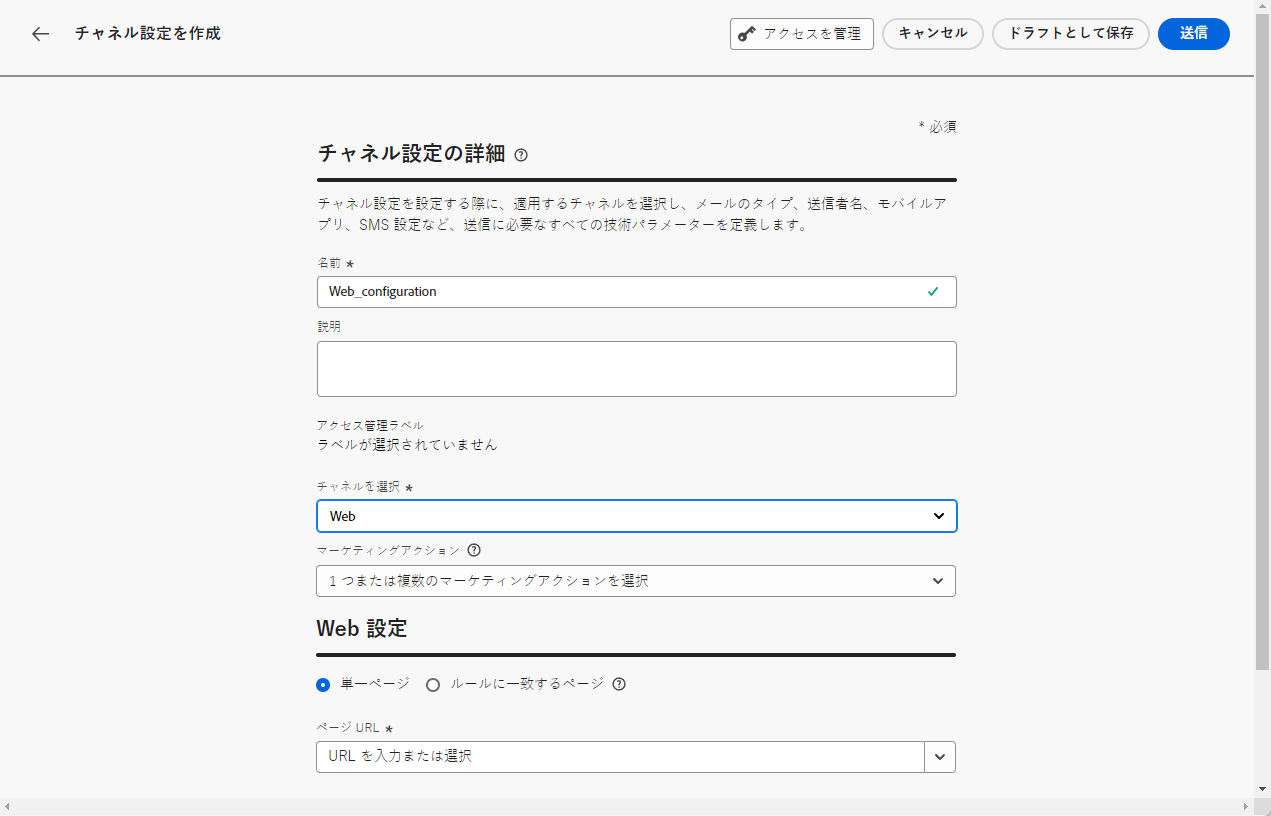 チャネル設定を作成
アクセスを管理
キャンセル
ドラフトとして保存
送信
* 必須
チャネル設定の詳細
チャネル設定を設定する際に、適用するチャネルを選択し、メールのタイプ、送信者名、モバイルア
プリ、SMS 設定など、送信に必要なすべての技術パラメーターを定義します。
名前 *
Web_configuration
説明
アクセス管理ラベル
ラベルが選択されていません
チャネルを選択 *
Web
マーケティングアクション
1 つまたは複数のマーケティングアクションを選択
Web 設定
単一ページ ルールに一致するページ
ページ URL *
URL を入力または選択